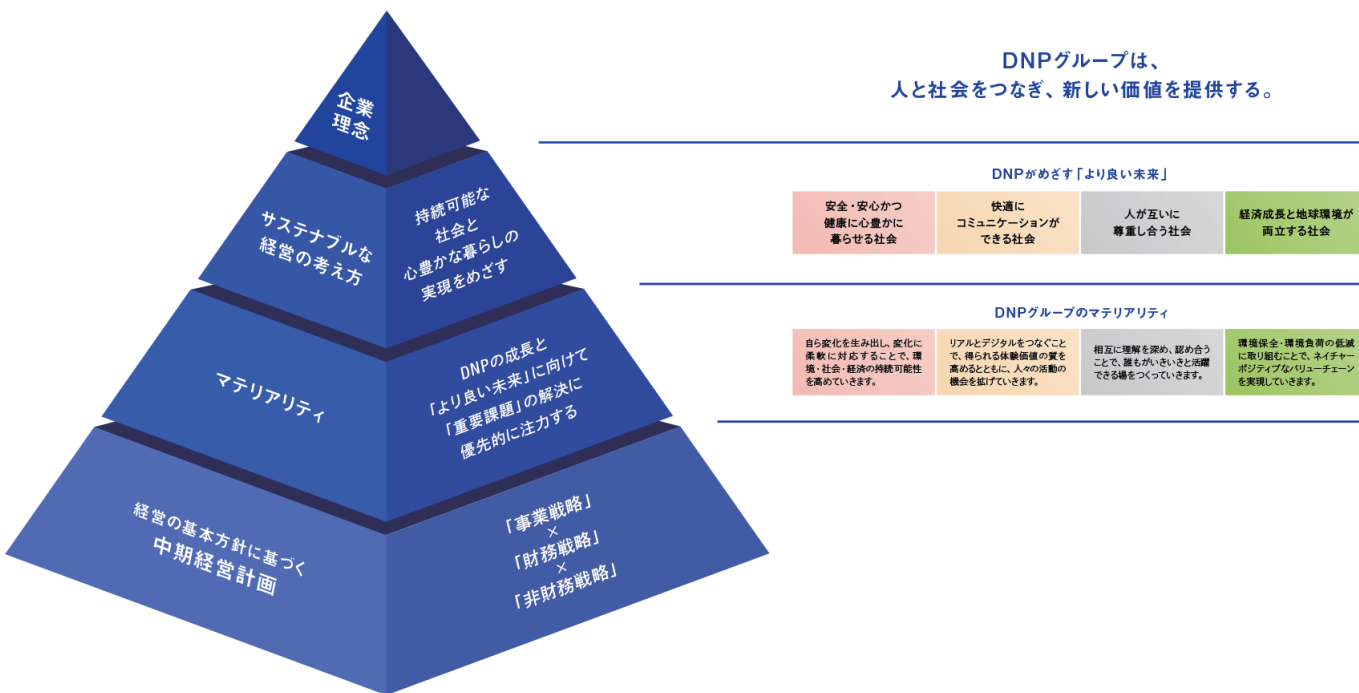 企業
理念
DNPグループは、
人と社会をつなぎ、新しい価値を提供する。
サステナブルな
経営の考え方
持続可能な
社会と
心豊かな暮らしの
実現をめざす
DNPがめざす「より良い未来」
安全・安心かつ
健康に心豊かに
暮らせる社会
快適に
コミュニケーションが
できる社会
人が互いに
尊重し合う社会
経済成長と地球環境が
両立する社会
マテリアリティ
DNPの成長と
「より良い未来」に向けて
「重要課題」の解決に
優先的に注力する
DNPグループのマテリアリティ
自ら変化を生み出し、変化に
柔軟に対応することで、環
境・社会・経済の持続可能性
を高めていきます。
リアルとデジタルをつなぐこと
で、得られる体験価値の質を
高めるとともに、人々の活動の
機会を拡げていきます。
相互に理解を深め、認め合う
ことで、誰もがいきいきと活躍
できる場をつくっていきます。
環境保全・環境負荷の低減
に取り組むことで、ネイチャー
ポジティブなバリューチェーン
を実現していきます。
経営の基本方針に基づく
中期経営計画
「事業戦略」
×
「財務戦略」
×
「非財務戦略」